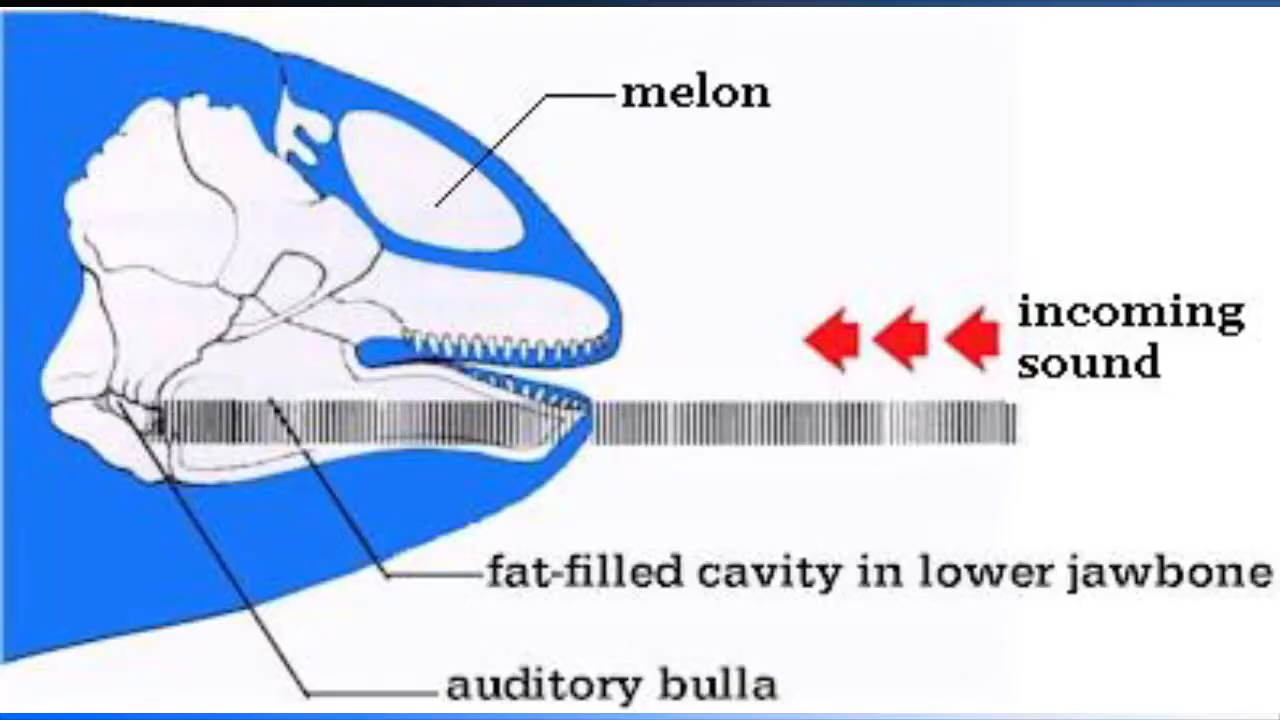 melon
incoming
sound
fat-filled cavity in lower jawbone
auditory bulla